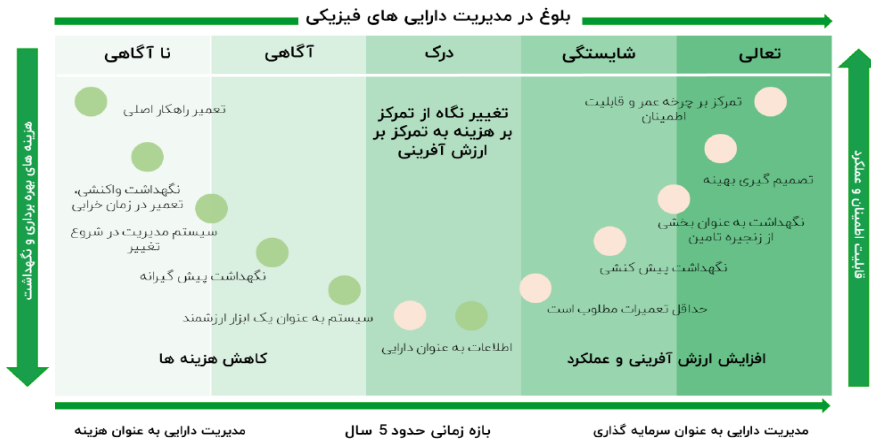 بلوغ در مدیریت دارایی های فیزیکی
نا آگاهی
آگاهی
درک
شایستگی
تعالی
هزینه های بهره برداری و نگهداشت
قابلیت اطمینان و عملکرد
تعمیر راهکار اصلی
نگهداشت واکنشی،
تعمیر در زمان خرابی
سیستم مدیریت در شروع
تغییر
نگهداشت پیش گیرانه
سیستم به عنوان یک ابزار ارزشمند
تغییر نگاه از تمرکز
بر هزینه به تمرکز بر
ارزش آفرینی
اطلاعات به عنوان دارایی
تمرکز بر چرخه عمر و قابلیت
اطمینان
تصمیم گیری بهینه
نگهداشت به عنوان بخشی
از زنجیره تامین
نگهداشت پیش کنشی
حداقل تعمیرات مطلوب است
کاهش هزینه ها
افزایش ارزش آفرینی و عملکرد
مدیریت دارایی به عنوان هزینه
بازه زمانی حدود 5 سال
مدیریت دارایی به عنوان سرمایه گذاری